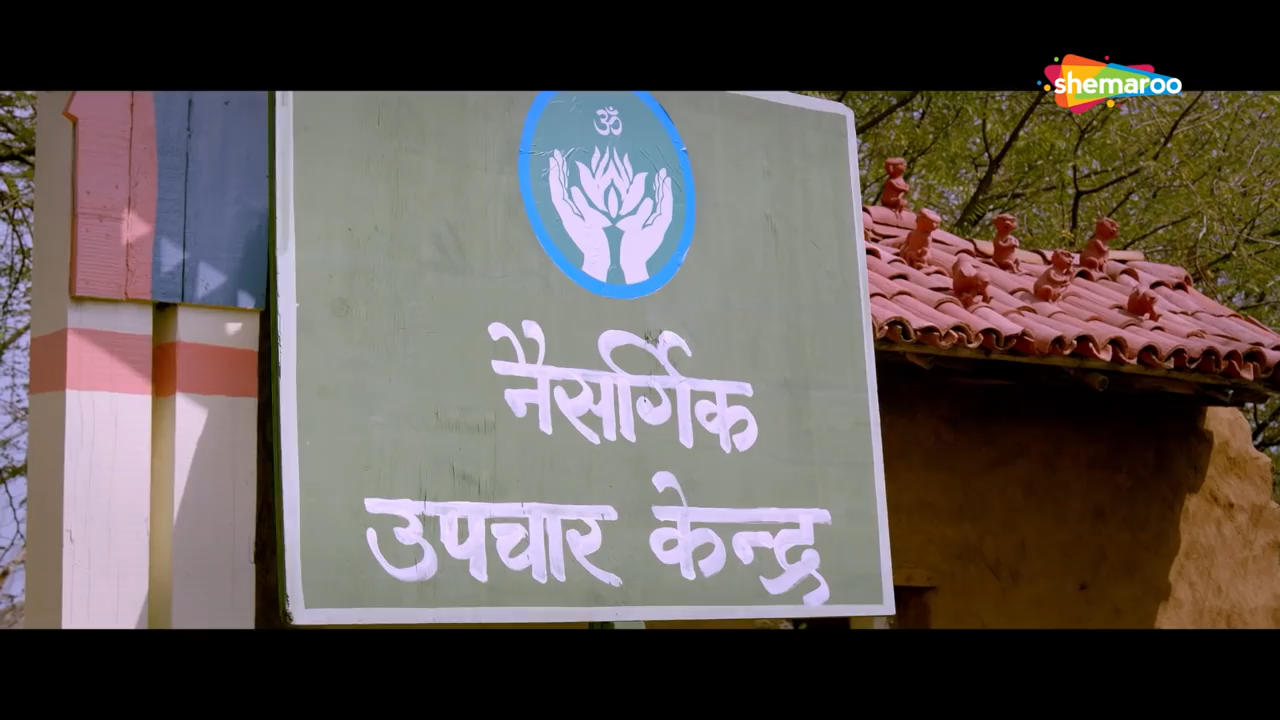 shemaroo
ॐ
नैसर्गिक
उपचार केन्द्र